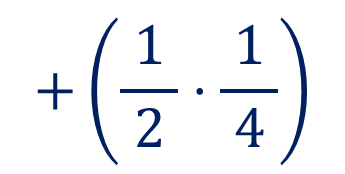 + (1/2 · 1/4)